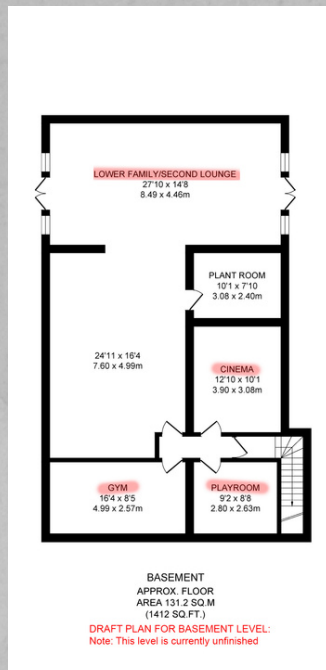 LOWER FAMILY/SECOND LOUNGE
27'10 x 14'8
8.49 x 4.46m
PLANT ROOM
10'1 x 7'10
3.08 x 2.40m
24'11 x 16'4
7.60 x 4.99m
CINEMA
12'10 x 10'1
3.90 x 3.08m
GYM
16'4 x 8'5
4.99 x 2.57m
PLAYROOM
9'2 x 8'8
2.80 x 2.63m
BASEMENT
APPROX. FLOOR
AREA 131.2 SQ.M
(1412 SQ.FT.)
DRAFT PLAN FOR BASEMENT LEVEL:
Note: This level is currently unfinished